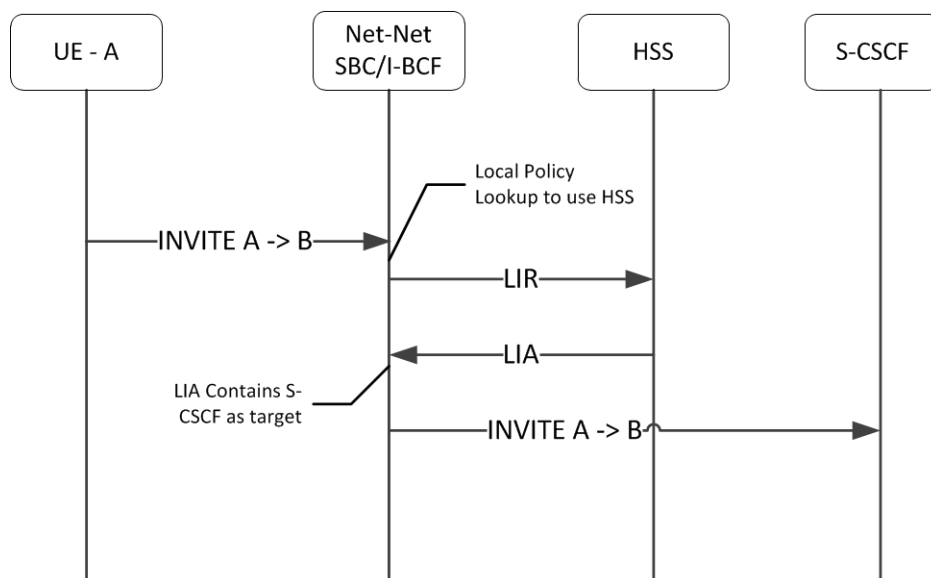 UE - A
Net-Net
SBC/I-BCF
HSS
S-CSCF
Local Policy
Lookup to use HSS
INVITE A -> B
LIR
LIA
LIA Contains S-
CSCF as target
INVITE A -> B